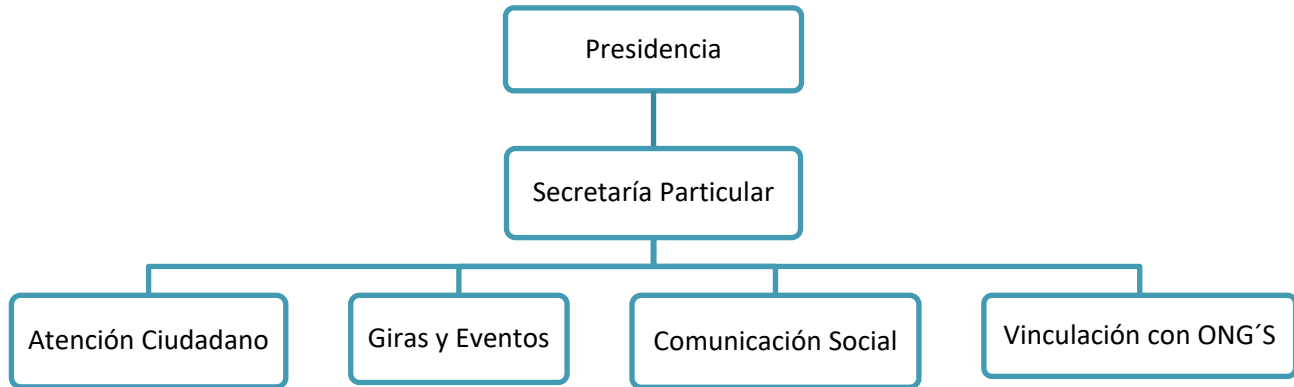 Presidencia
Secretaría Particular
Atención Ciudadano
Giras y Eventos
Comunicación Social
Vinculación con ONG´S